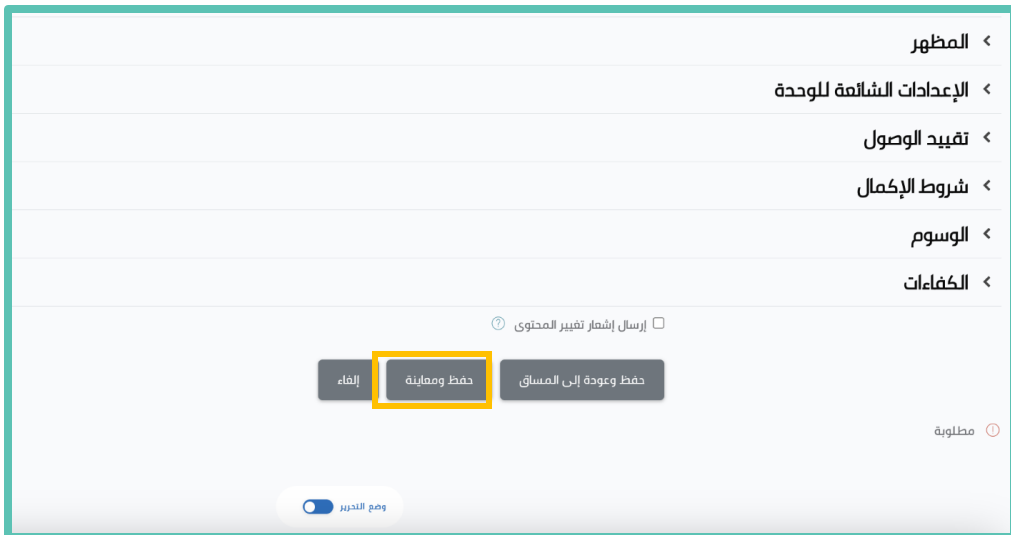 المظهر
الإعدادات الشائعة للوحدة
تقييد الوصول
شروط الإكمال
الوسوم
الكفاءات
إرسال إشعار تغيير المحتوى
حفظ وعودة إلى المساق
حفظ ومعاينة
إلغاء
مطلوبة
وضع التحرير